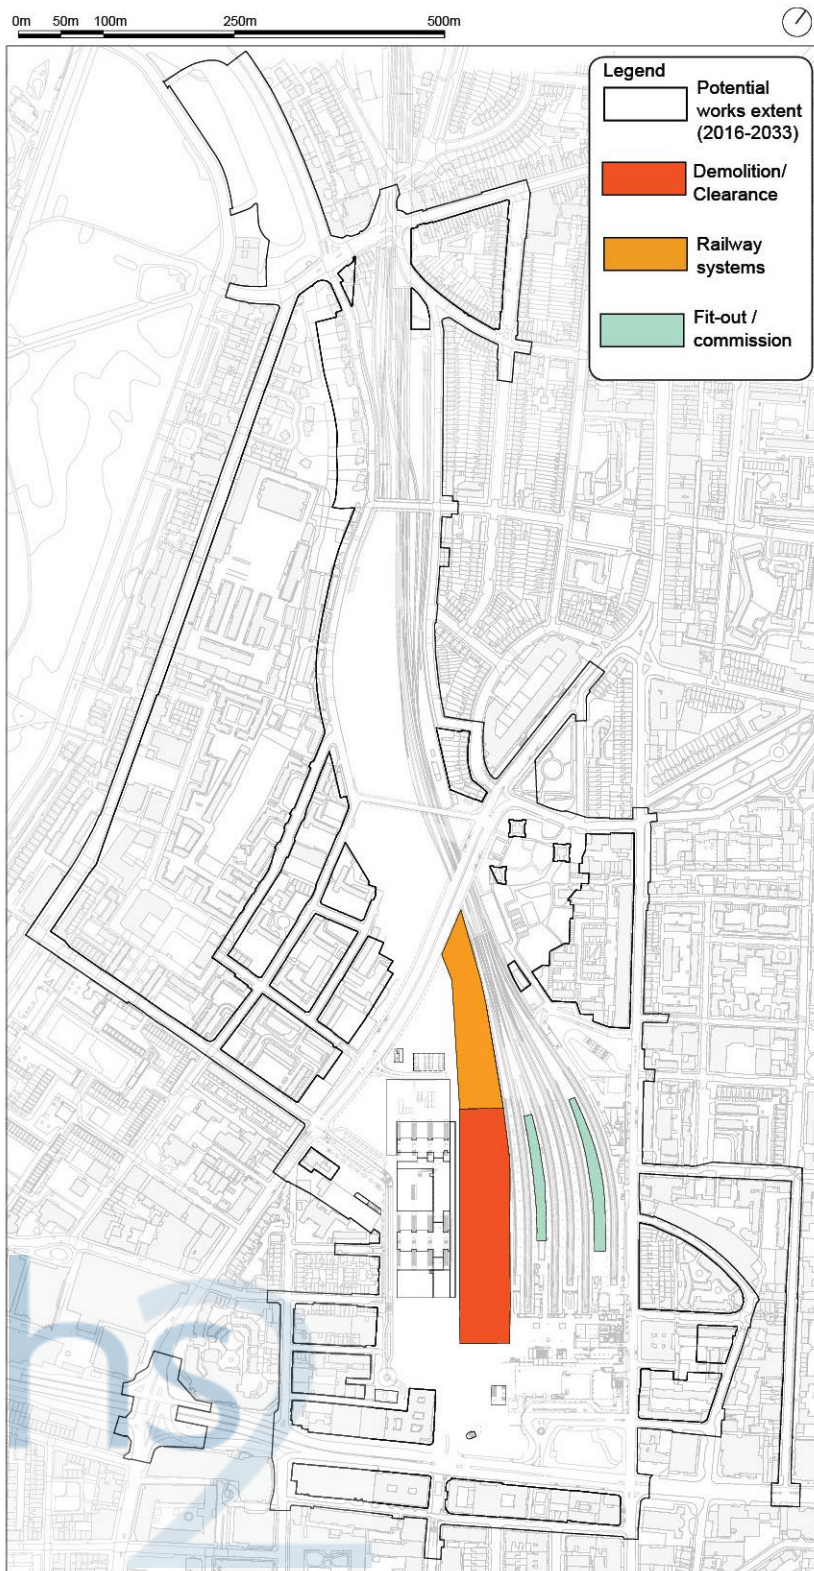 0m 50m 100m 250m 500m
Legend
Potential
works extent
(2016-2033)
Demolition/
Clearance
Railway
systems
Fit-out /
commission
hs2